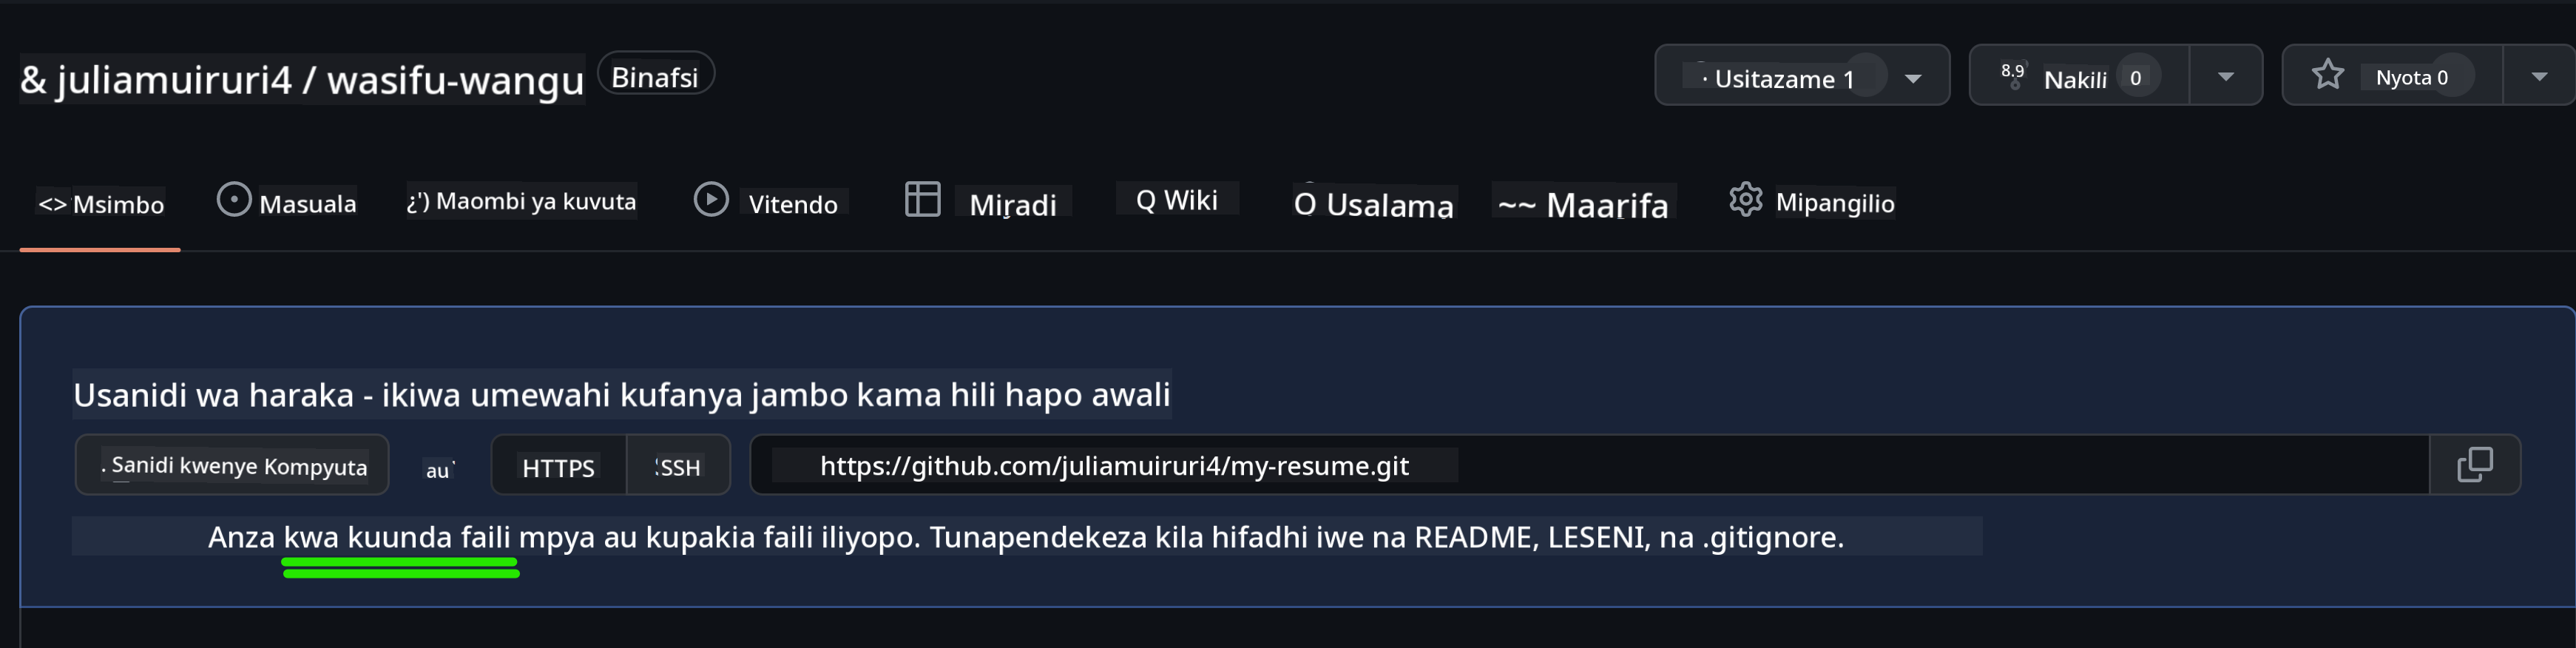 & juliamuiruri4 / wasifu-wangu Binafsi
· Usitazame 1
8.9 Nakili 0
Nyota 0
<> Msimbo
Masuala
¿') Maombi ya kuvuta
Vitendo
Miradi
Q Wiki
O Usalama
~~ Maarifa
Mipangilio
Usanidi wa haraka - ikiwa umewahi kufanya jambo kama hili hapo awali
. Sanidi kwenye Kompyuta
au
HTTPS
SSH
https://github.com/juliamuiruri4/my-resume.git
Anza kwa kuunda faili mpya au kupakia faili iliyopo. Tunapendekeza kila hifadhi iwe na README, LESENI, na .gitignore.